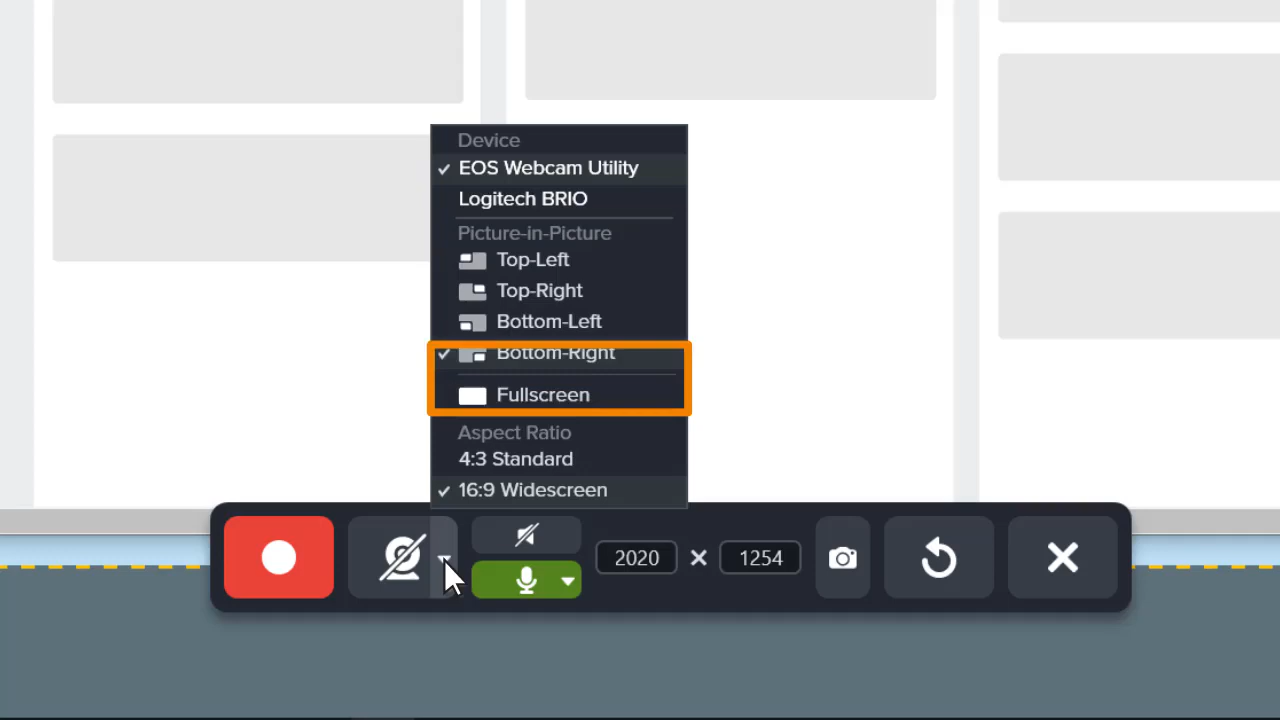 Device
EOS Webcam Utility
Logitech BRIO
Picture-in-Picture
Top-Left
Top-Right
Bottom-Left
Bottom-Right
Fullscreen
Aspect Ratio
4:3 Standard
16:9 Widescreen
2020 X 1254